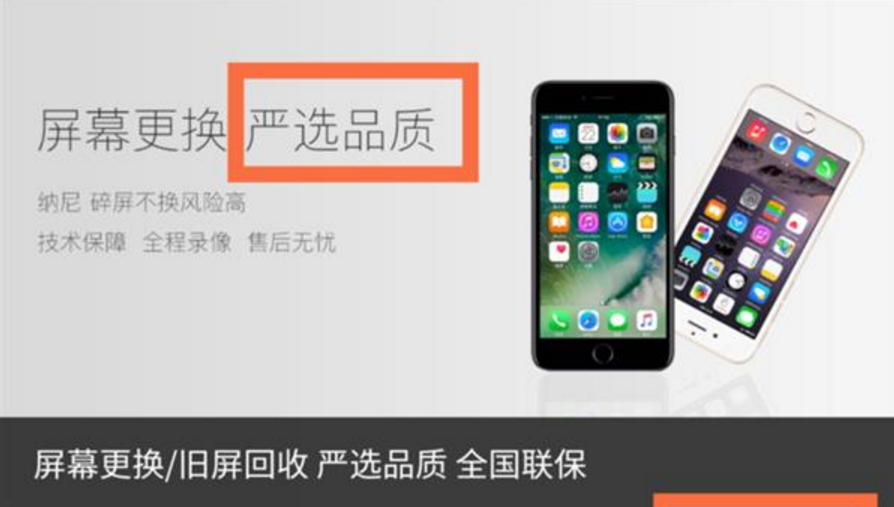 屏幕更换 严选品质
纳尼 碎屏不换风险高
技术保障 全程录像 售后无忧
屏幕更换/旧屏回收 严选品质 全国联保